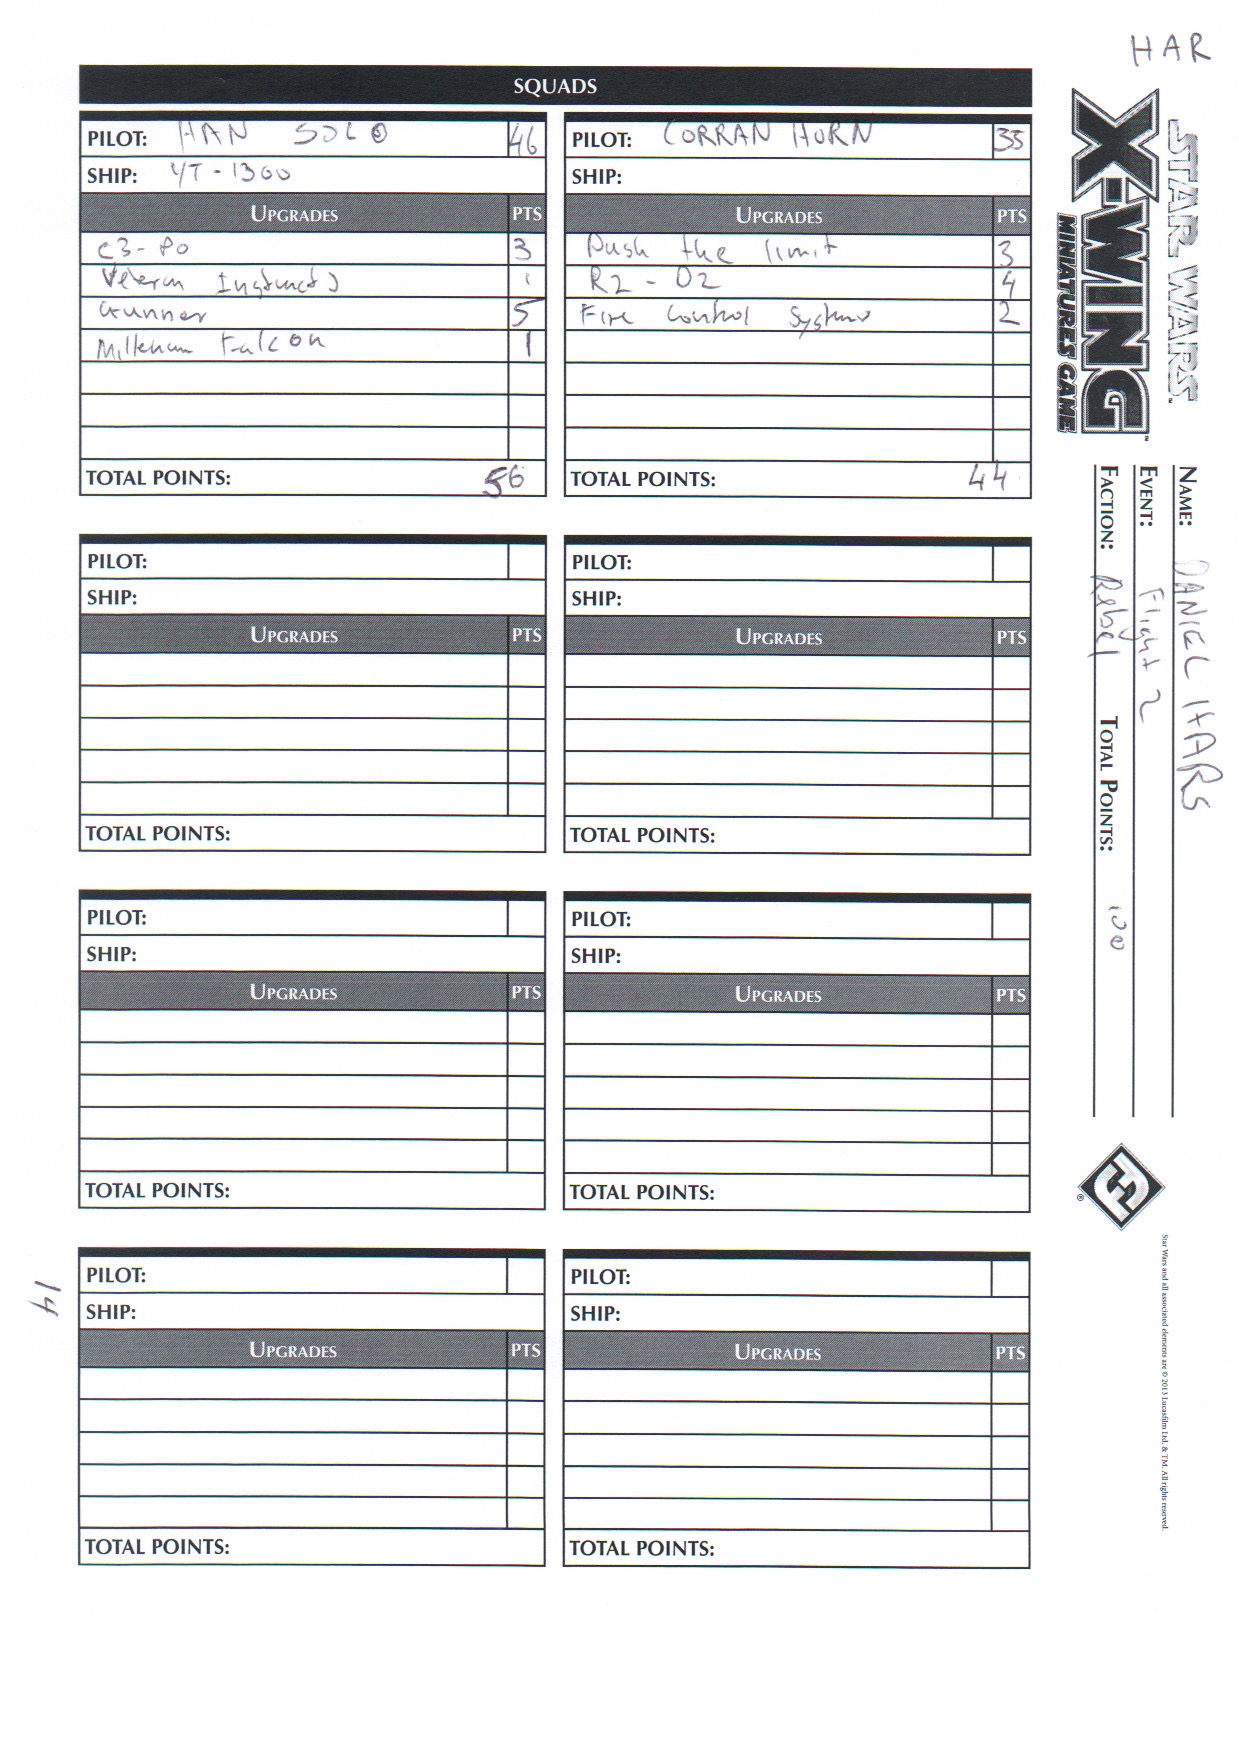 HAR
SQUADS
PILOT: HAN SOLO 46
SHIP: YT-1300
UPGRADES PTS
C3-PO 3
Veteran Instincts 1
Gunner 5
Millenium Falcon 1
TOTAL POINTS: 56
PILOT: CORRAN HORN 35
SHIP:
UPGRADES PTS
Push the limit 3
R2-D2 4
Fire Control Systems 2
TOTAL POINTS: 44
PILOT:
SHIP:
UPGRADES PTS
TOTAL POINTS:
PILOT:
SHIP:
UPGRADES PTS
TOTAL POINTS:
PILOT:
SHIP:
UPGRADES PTS
TOTAL POINTS:
PILOT:
SHIP:
UPGRADES PTS
TOTAL POINTS:
PILOT:
SHIP:
UPGRADES PTS
TOTAL POINTS:
PILOT:
SHIP:
UPGRADES PTS
TOTAL POINTS:
14
STAR WARS™
X-WING™
MINIATURES GAME
NAME: DANIEL HARS
EVENT: Flight 2
FACTION: Rebel TOTAL POINTS: 100
®
Star Wars and all associated elements are © 2013 Lucasfilm Ltd. & TM. All rights reserved.